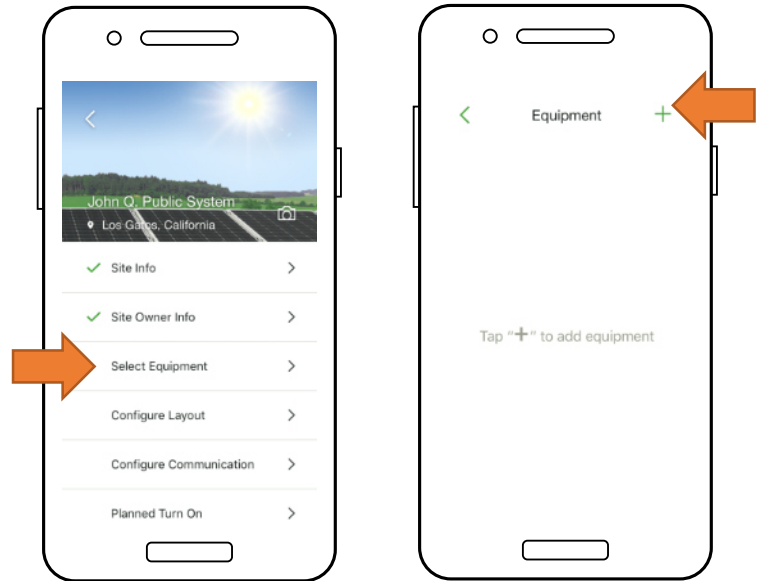 John Q. Public System
Los Gatos, California
Site Info
Site Owner Info
Select Equipment
Configure Layout
Configure Communication
Planned Turn On
Equipment
Tap "+" to add equipment